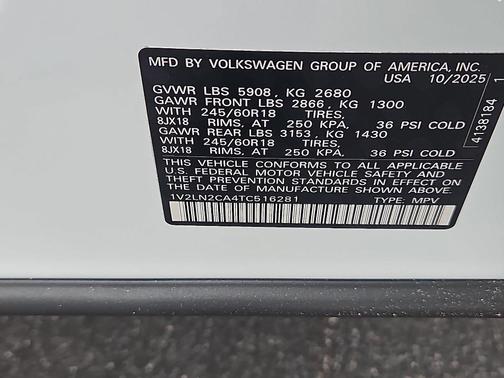 MFD BY VOLKSWAGEN GROUP OF AMERICA, INC.
USA 10/2025
GVWR LBS 5908, KG 2680
GAWR FRONT LBS 2866, KG 1300
WITH 245/60R18 TIRES,
8JX18 RIMS, AT 250 KPA, 36 PSI COLD
GAWR REAR LBS 3153, KG 1430
WITH 245/60R18 TIRES,
8JX18 RIMS, AT 250 KPA, 36 PSI COLD
THIS VEHICLE CONFORMS TO ALL APPLICABLE
U.S. FEDERAL MOTOR VEHICLE SAFETY AND
THEFT PREVENTION STANDARDS IN EFFECT ON THE
DATE OF MANUFACTURE SHOWN ABOVE.
1V2LN2CA4TC516281 TYPE: MPV
4138184 1